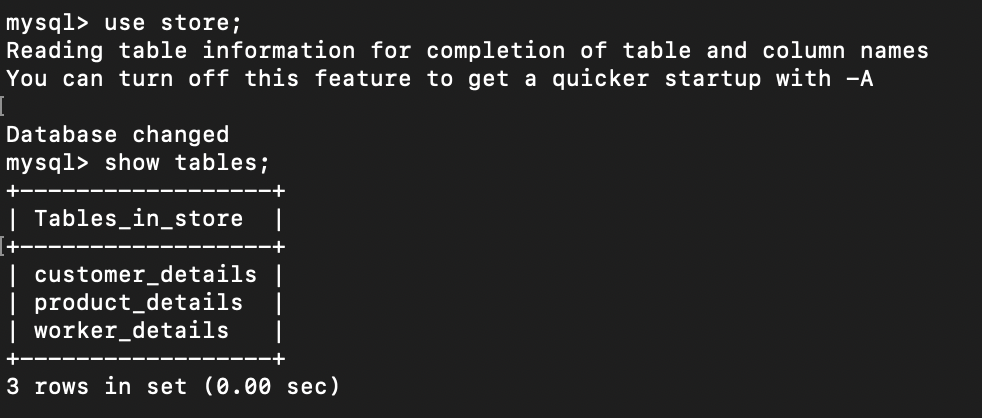 mysql> use store;
Reading table information for completion of table and column names
You can turn off this feature to get a quicker startup with -A

Database changed
mysql> show tables;
+------------------+
| Tables_in_store  |
+------------------+
| customer_details |
| product_details  |
| worker_details   |
+------------------+
3 rows in set (0.00 sec)